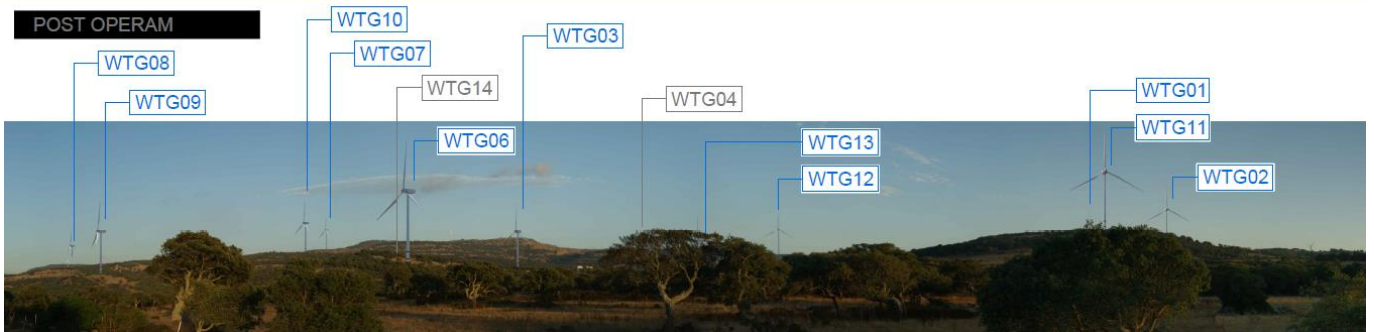 POST OPERAM
WTG10
WTG03
WTG07
WTG08
WTG14
WTG01
WTG09
WTG04
WTG11
WTG06
WTG13
WTG12
WTG02